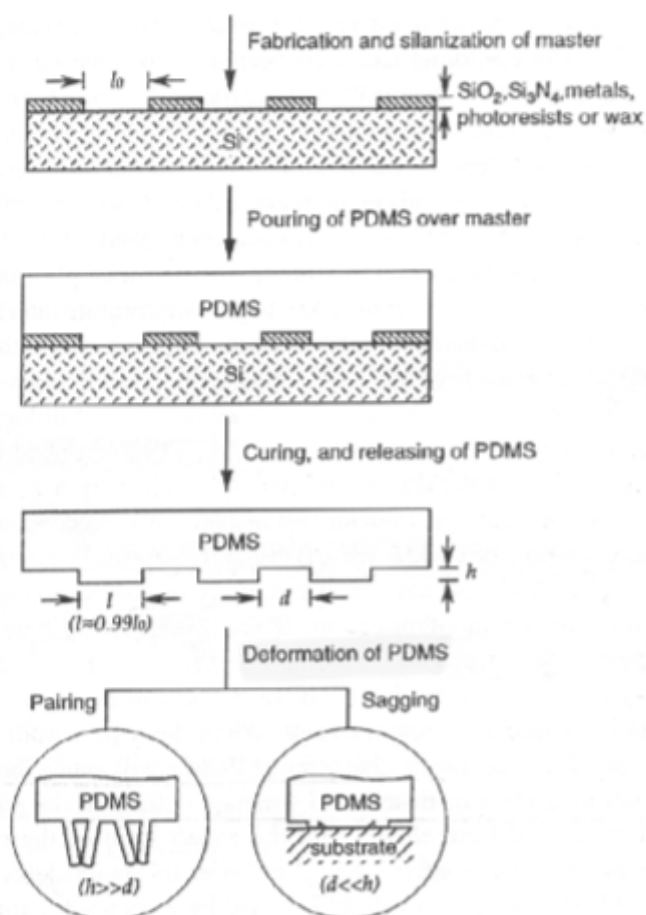 Fabrication and silanization of master
l₀
SiO₂,Si₃N₄,metals,
photoresists or wax
Si
Pouring of PDMS over master
PDMS
Si
Curing, and releasing of PDMS
PDMS
h
l
d
(l=0.99l₀)
Deformation of PDMS
Pairing
Sagging
PDMS
(h>>d)
PDMS
substrate
(d<<h)